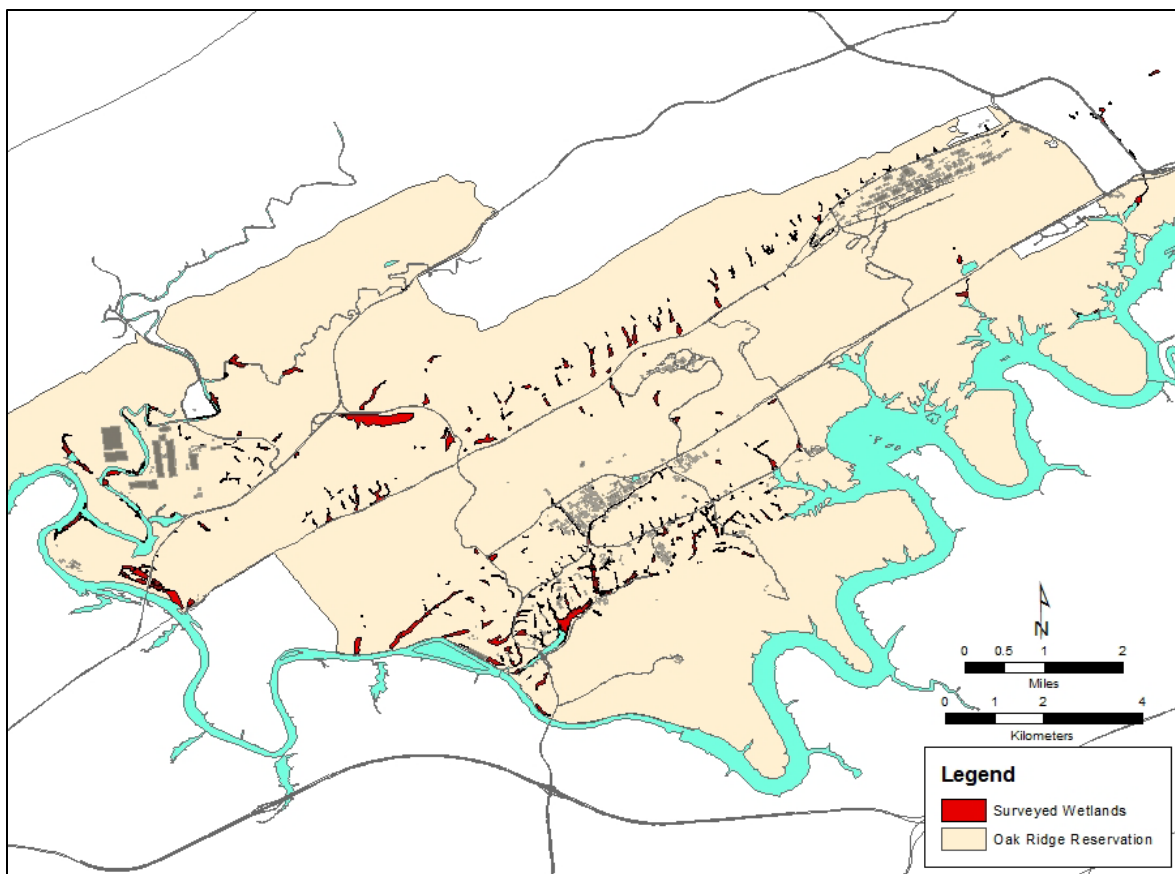 N
0 0.5 1 2
Miles
0 1 2 4
Kilometers
Legend
Surveyed Wetlands
Oak Ridge Reservation